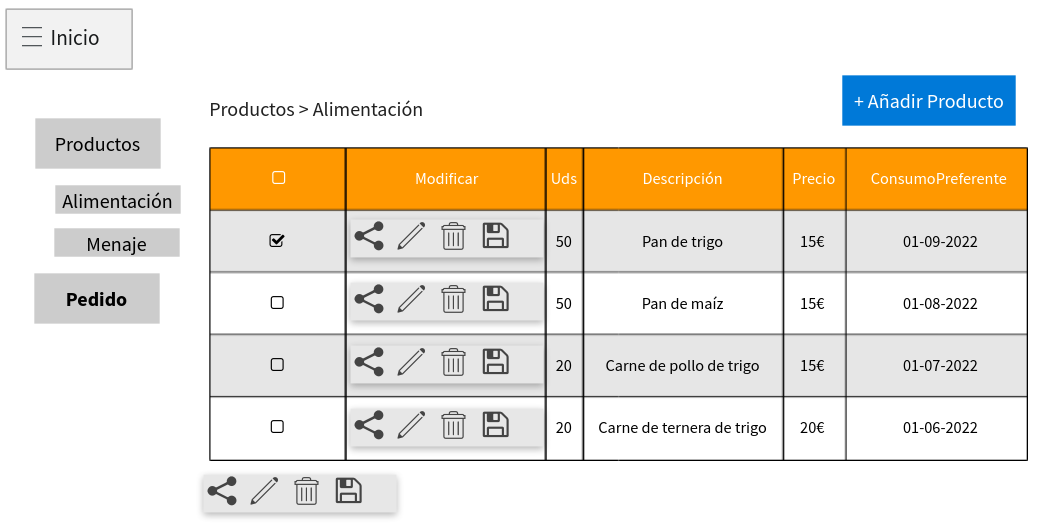 Inicio
+ Añadir Producto
Productos > Alimentación
Productos
Alimentación
Menaje
Pedido
Modificar Uds Descripción Precio ConsumoPreferente
50 Pan de trigo 15€ 01-09-2022
50 Pan de maíz 15€ 01-08-2022
20 Carne de pollo de trigo 15€ 01-07-2022
20 Carne de ternera de trigo 20€ 01-06-2022